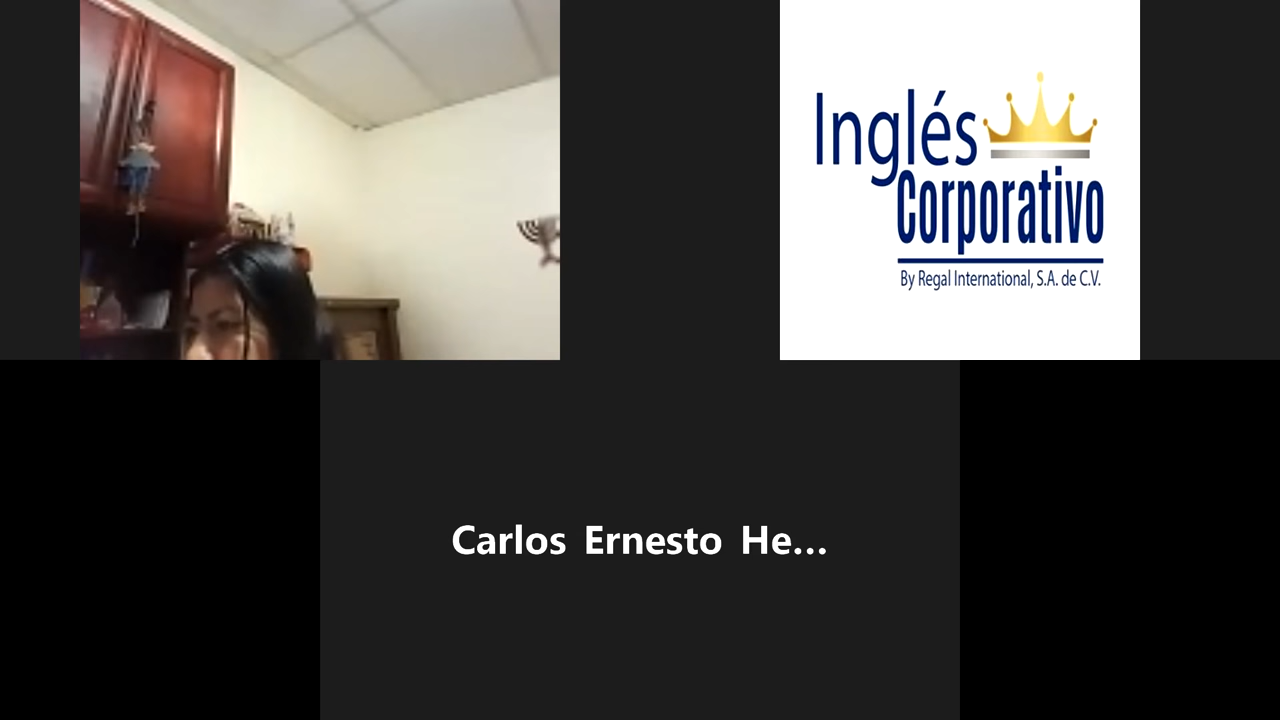 Inglés
Corporativo
By Regal International, S.A. de C.V.
Carlos Ernesto He...